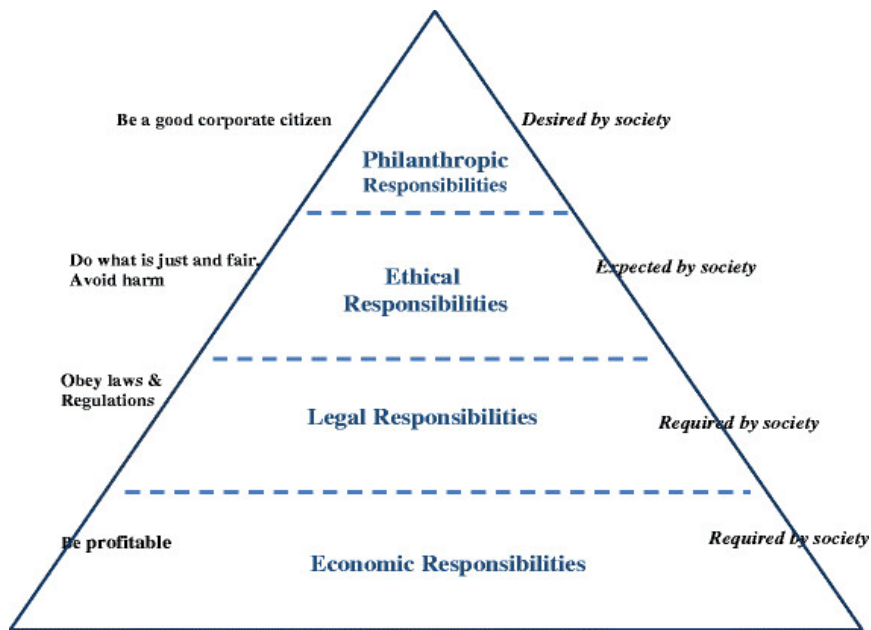 Be a good corporate citizen
Desired by society
Philanthropic
Responsibilities
Do what is just and fair,
Avoid harm
Expected by society
Ethical
Responsibilities
Obey laws &
Regulations
Legal Responsibilities
Required by society
Be profitable
Required by society
Economic Responsibilities